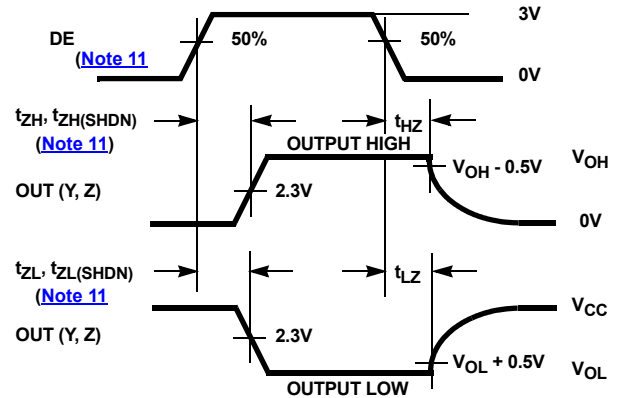 3V
DE
50%
50%
(Note 11
0V
tZH, tZH(SHDN)
tHZ
(Note 11)
OUTPUT HIGH
VOH - 0.5V
VOH
OUT (Y, Z)
2.3V
0V
tZL, tZL(SHDN)
tLZ
(Note 11
VCC
OUT (Y, Z)
2.3V
VOL + 0.5V
VOL
OUTPUT LOW